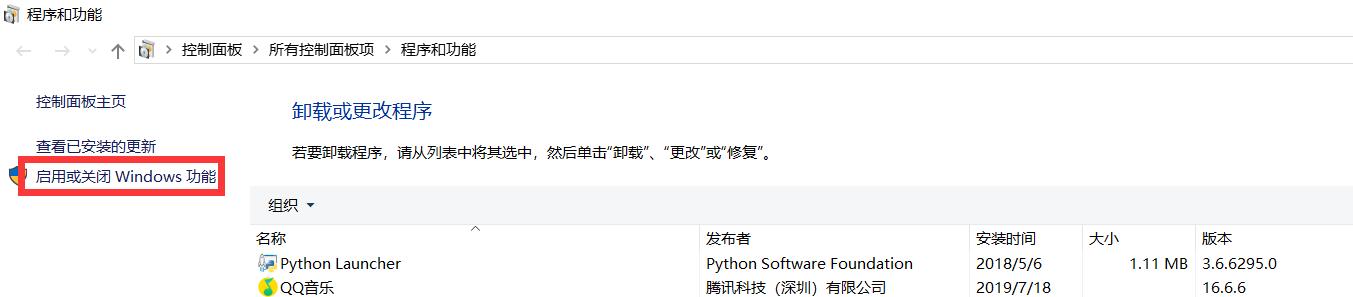 程序和功能
控制面板 > 所有控制面板项 > 程序和功能
控制面板主页
卸载或更改程序
查看已安装的更新
若要卸载程序，请从列表中将其选中，然后单击“卸载”、“更改”或“修复”。
启用或关闭 Windows 功能
组织
名称 发布者 安装时间 大小 版本
Python Launcher Python Software Foundation 2018/5/6 1.11 MB 3.6.6295.0
QQ音乐 腾讯科技（深圳）有限公司 2019/7/18 16.6.6